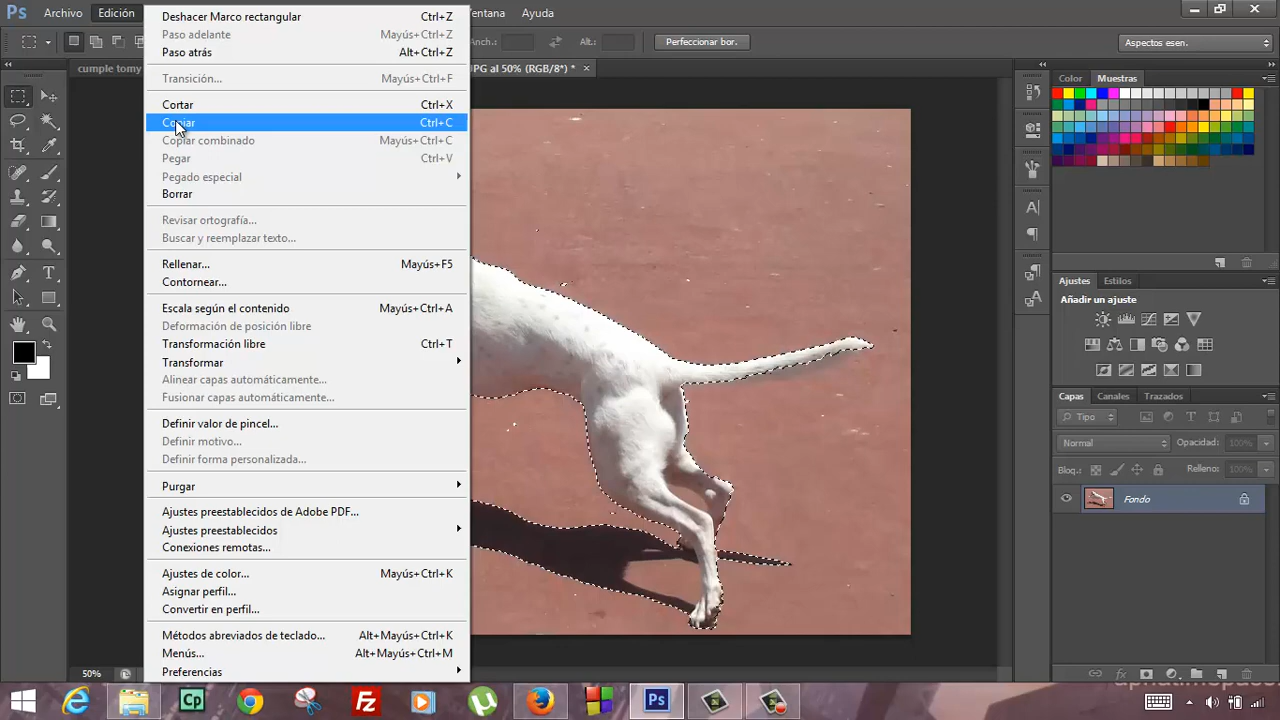 Ps Archivo Edición entana Ayuda
Deshacer Marco rectangular Ctrl+Z
Paso adelante Mayús+Ctrl+Z
Paso atrás Alt+Ctrl+Z
Transición... Mayús+Ctrl+F
Cortar Ctrl+X
Copiar Ctrl+C
Copiar combinado Mayús+Ctrl+C
Pegar Ctrl+V
Pegado especial
Borrar
Revisar ortografía...
Buscar y reemplazar texto...
Rellenar... Mayús+F5
Contornear...
Escala según el contenido Mayús+Ctrl+A
Deformación de posición libre
Transformación libre Ctrl+T
Transformar
Alinear capas automáticamente...
Fusionar capas automáticamente...
Definir valor de pincel...
Definir motivo...
Definir forma personalizada...
Purgar
Ajustes preestablecidos de Adobe PDF...
Ajustes preestablecidos
Conexiones remotas...
Ajustes de color... Mayús+Ctrl+K
Asignar perfil...
Convertir en perfil...
Métodos abreviados de teclado... Alt+Mayús+Ctrl+K
Menús... Alt+Mayús+Ctrl+M
Preferencias
Anch.: Alt.: Perfeccionar bor. Aspectos esen.
cumple tomy JPG al 50% (RGB/8*) * ×
Color Muestras
Ajustes Estilos
Añadir un ajuste
Capas Canales Trazados
Tipo
Normal Opacidad: 100%
Bloq.: Relleno: 100%
Fondo
50%
Cp Fz Ps